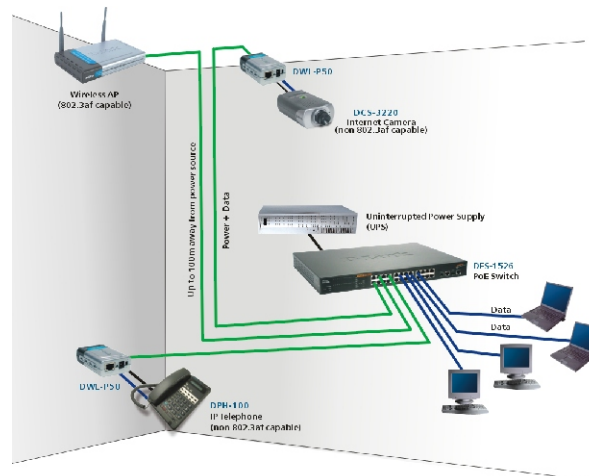 DWL-P50
Wireless AP
(802.3af capable)
DCS-3220
Internet Camera
(non 802.3af capable)
Up to 100m away from power source
Power + Data
Uninterrupted Power Supply
(UPS)
DES-1526
PoE Switch
Data
Data
DWL-P50
DPH-100
IP Telephone
(non 802.3af capable)